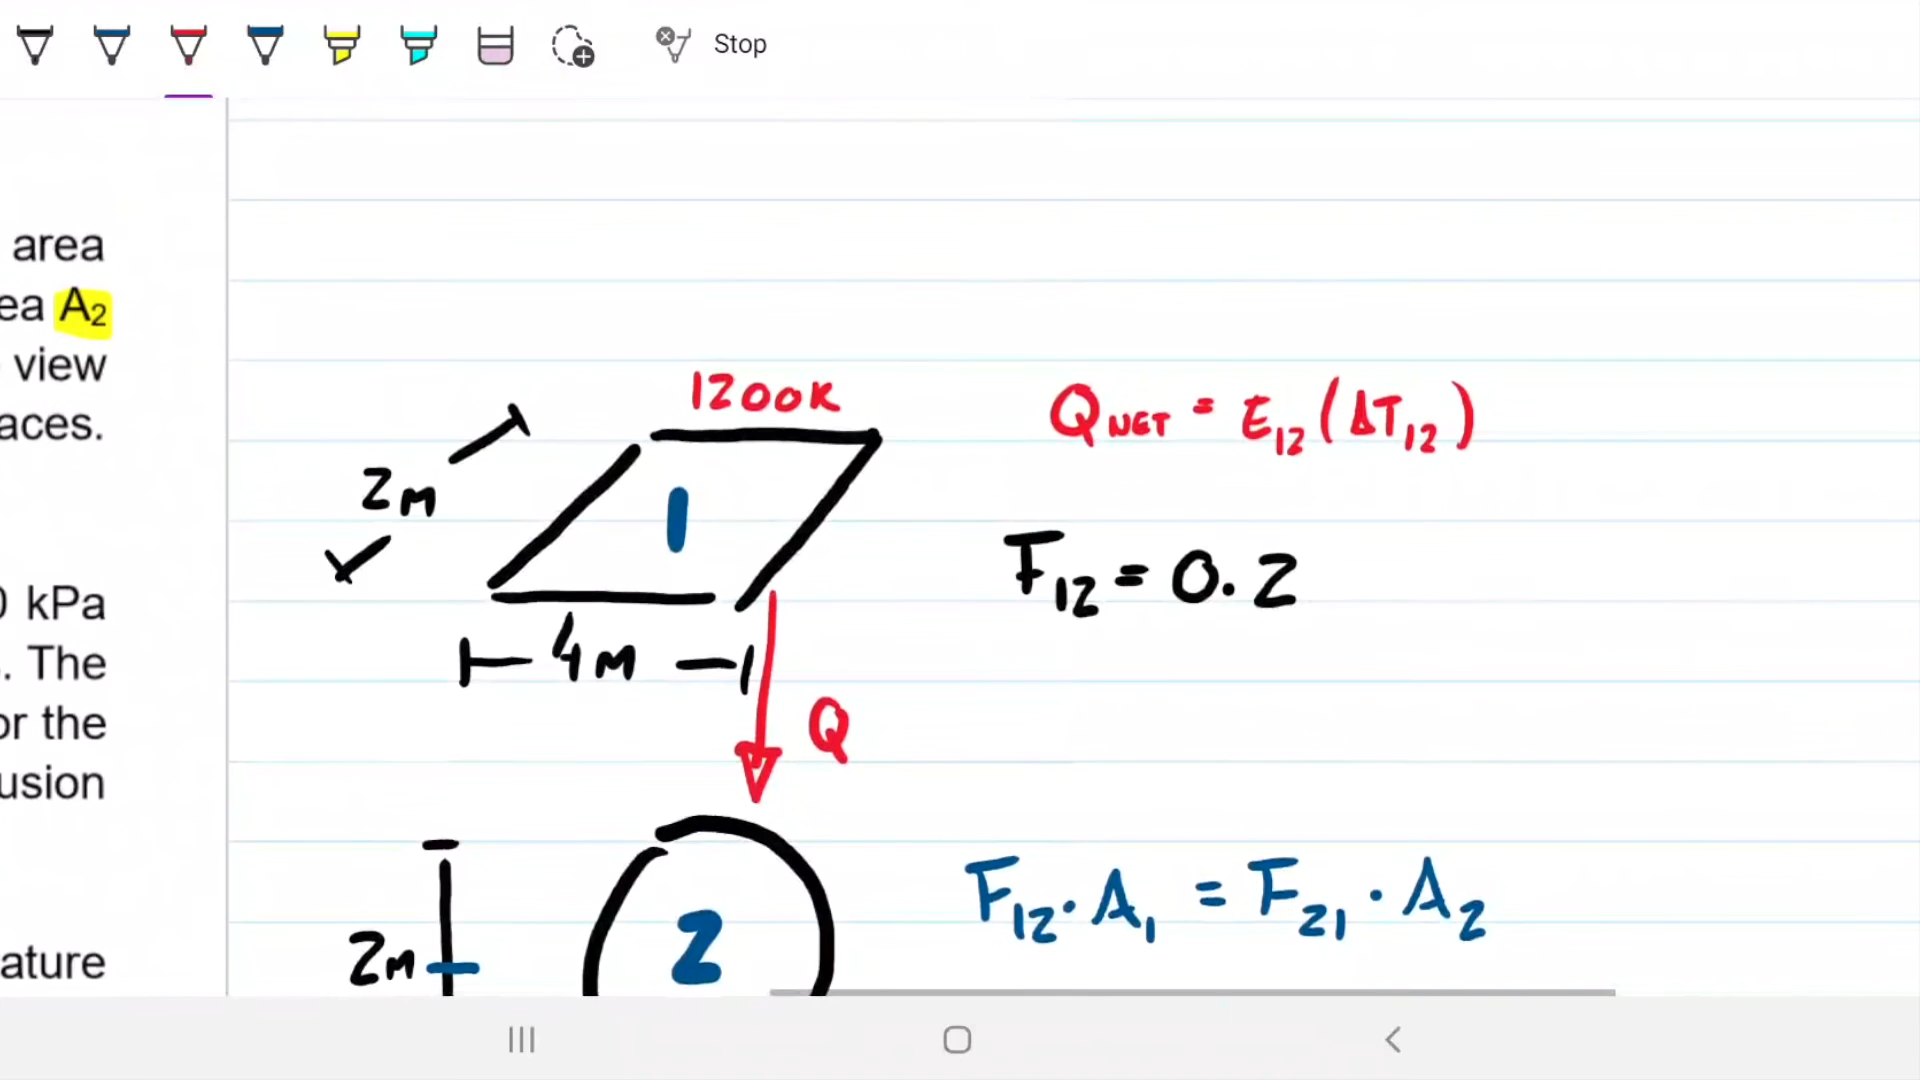 Stop
area
ea A2
view
aces.
0 kPa
. The
or the
usion
ature
1200K
2m
1
4m
Q
2m
2
QNET = E12 (ΔT12)
F12 = 0.2
F12 · A1 = F21 · A2